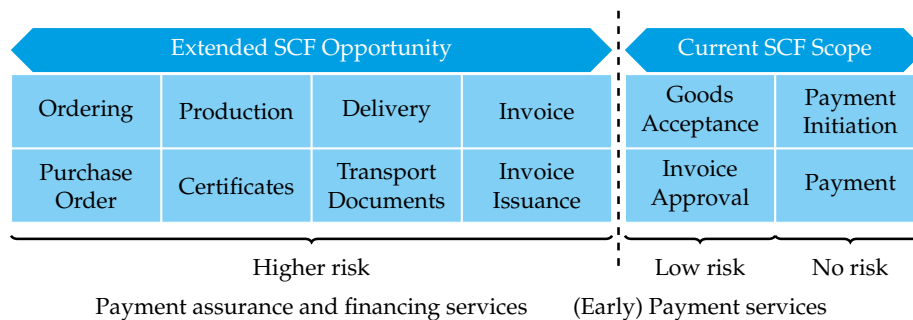 Extended SCF Opportunity
Current SCF Scope
Ordering
Production
Delivery
Invoice
Goods
Acceptance
Payment
Initiation
Purchase
Order
Certificates
Transport
Documents
Invoice
Issuance
Invoice
Approval
Payment
Higher risk
Low risk
No risk
Payment assurance and financing services
(Early) Payment services